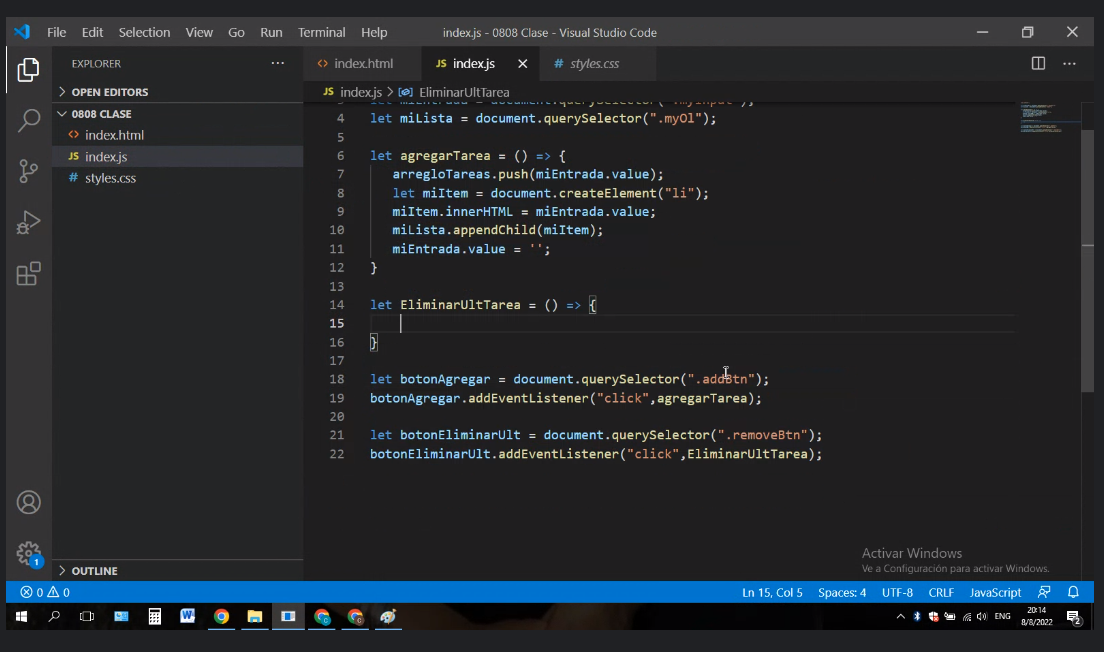 File Edit Selection View Go Run Terminal Help index.js - 0808 Clase - Visual Studio Code
EXPLORER ··· <> index.html JS index.js × # styles.css ···
> OPEN EDITORS JS index.js > EliminarUltTarea
0808 CLASE
<> index.html
JS index.js
# styles.css
let miEntrada = document.querySelector(".myInput");
4 let miLista = document.querySelector(".myOl");
5
6 let agregarTarea = () => {
7 arregloTareas.push(miEntrada.value);
8 let miItem = document.createElement("li");
9 miItem.innerHTML = miEntrada.value;
10 miLista.appendChild(miItem);
11 miEntrada.value = '';
12 }
13
14 let EliminarUltTarea = () => {
15
16 }
17
18 let botonAgregar = document.querySelector(".addBtn");
19 botonAgregar.addEventListener("click",agregarTarea);
20
21 let botonEliminarUlt = document.querySelector(".removeBtn");
22 botonEliminarUlt.addEventListener("click",EliminarUltTarea);
1
Activar Windows
Ve a Configuración para activar Windows.
> OUTLINE
0 0 Ln 15, Col 5 Spaces: 4 UTF-8 CRLF JavaScript
W C C ENG 20:14
8/8/2022 2